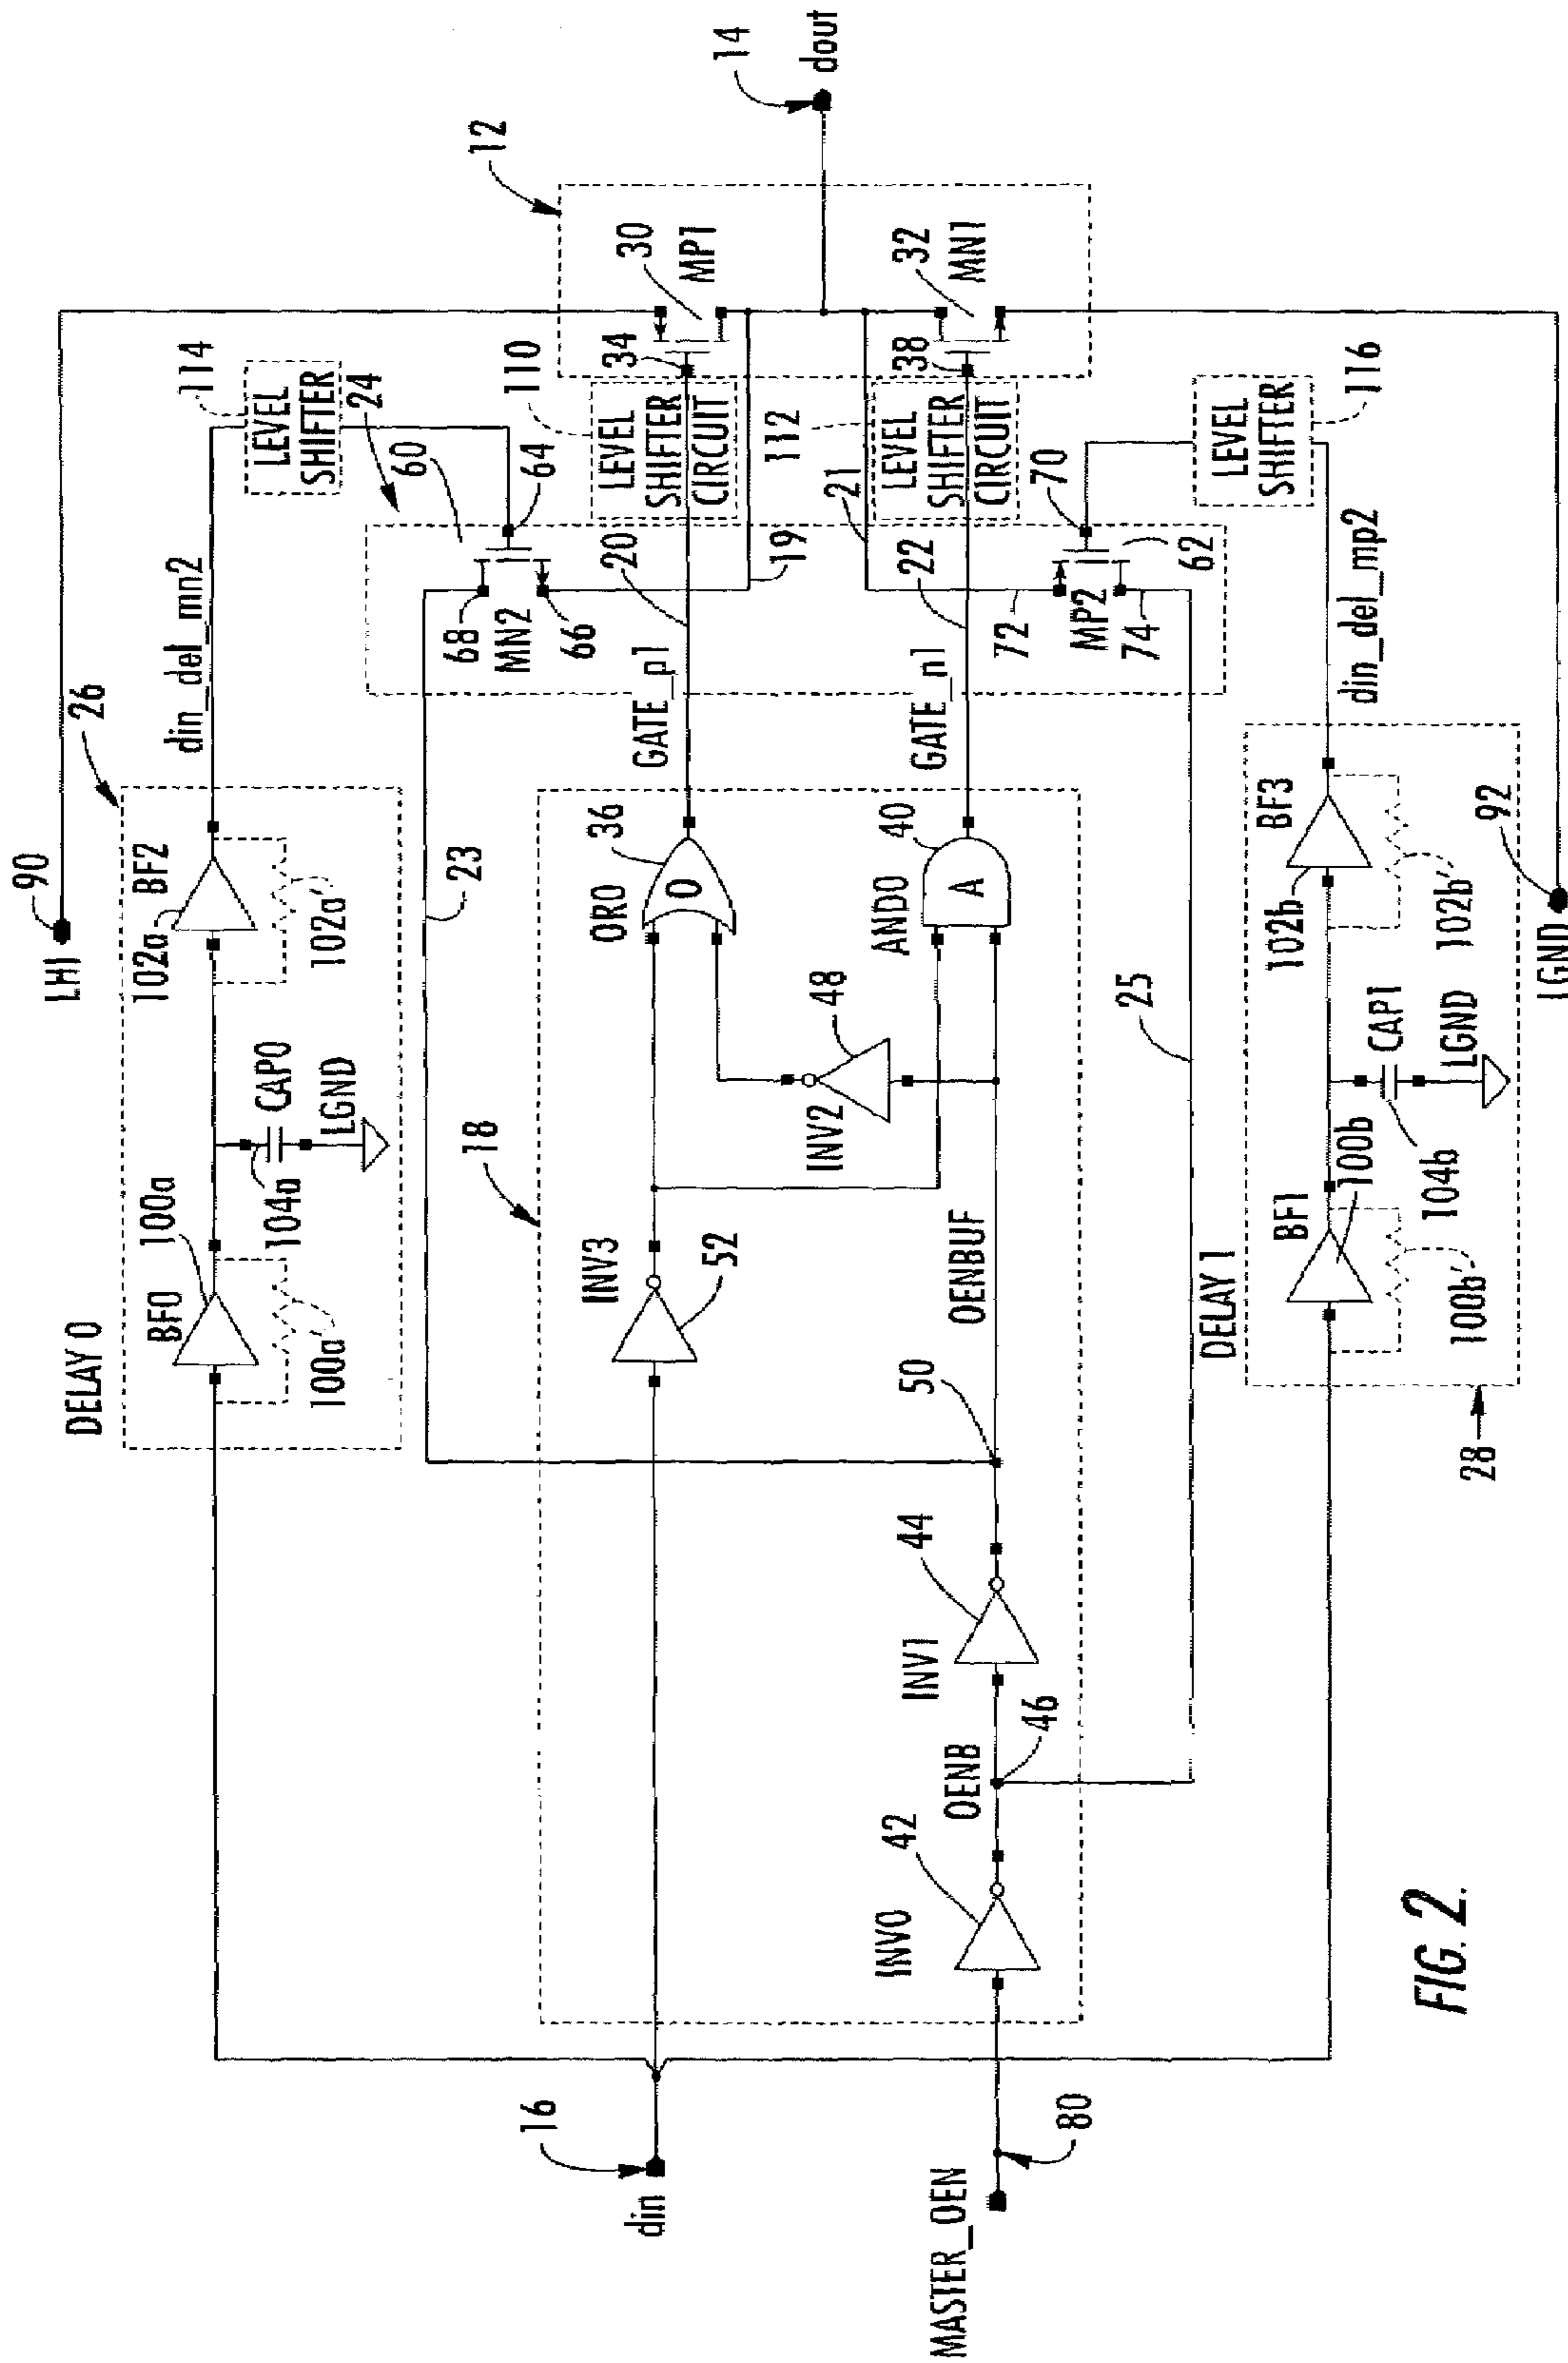 LHI
90
DELAY 0
26
BF0
100a
100a'
104a
CAP0
LGND
102a
BF2
102a'
din_del_mn2
114
LEVEL
SHIFTER
24
60
64
68
MN2
66
23
18
INV3
52
OR0
36
GATE_p1
20
19
110
LEVEL
SHIFTER
CIRCUIT
34
30
MP1
12
14
dout
16
din
INV2
48
AND0
40
O
A
GATE_n1
22
21
112
LEVEL
SHIFTER
CIRCUIT
38
32
MN1
MASTER_OEN
80
INV0
42
OENB
46
INV1
44
50
OENBUF
25
72
MP2
74
62
70
LEVEL
SHIFTER
116
DELAY 1
28
BF1
100b
100b'
104b
CAP1
LGND
102b
BF3
102b'
din_del_mp2
92
LGND
FIG. 2.